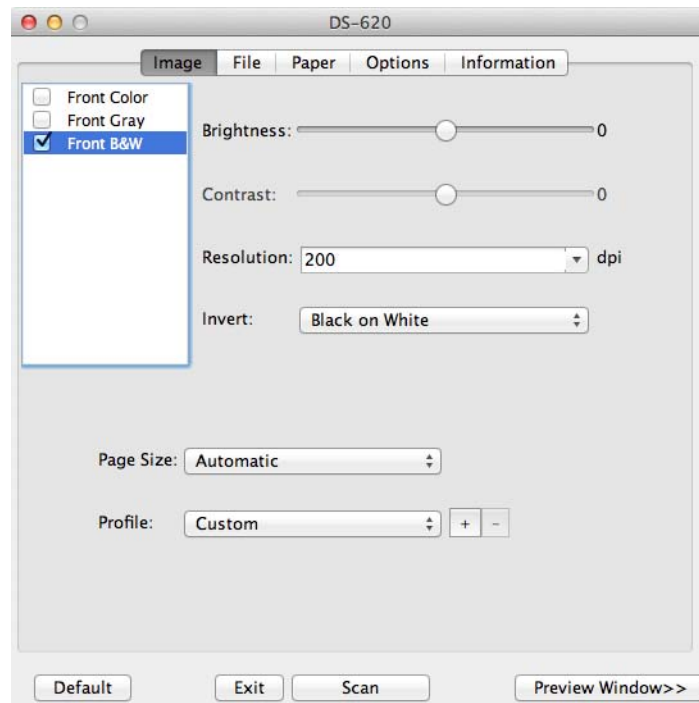 DS-620
Image File Paper Options Information
Front Color
Front Gray
Front B&W
Brightness: 0
Contrast: 0
Resolution: 200 dpi
Invert: Black on White
Page Size: Automatic
Profile: Custom + -
Default Exit Scan Preview Window>>